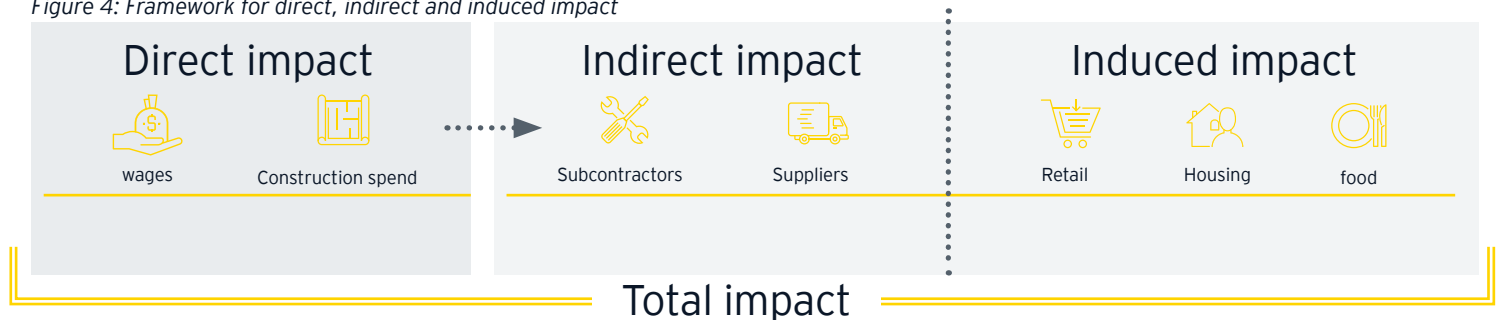 Figure 4: Framework for direct, indirect and induced impact
Direct impact
Indirect impact
Induced impact
$
wages
Construction spend
Subcontractors
Suppliers
Retail
Housing
food
Total impact